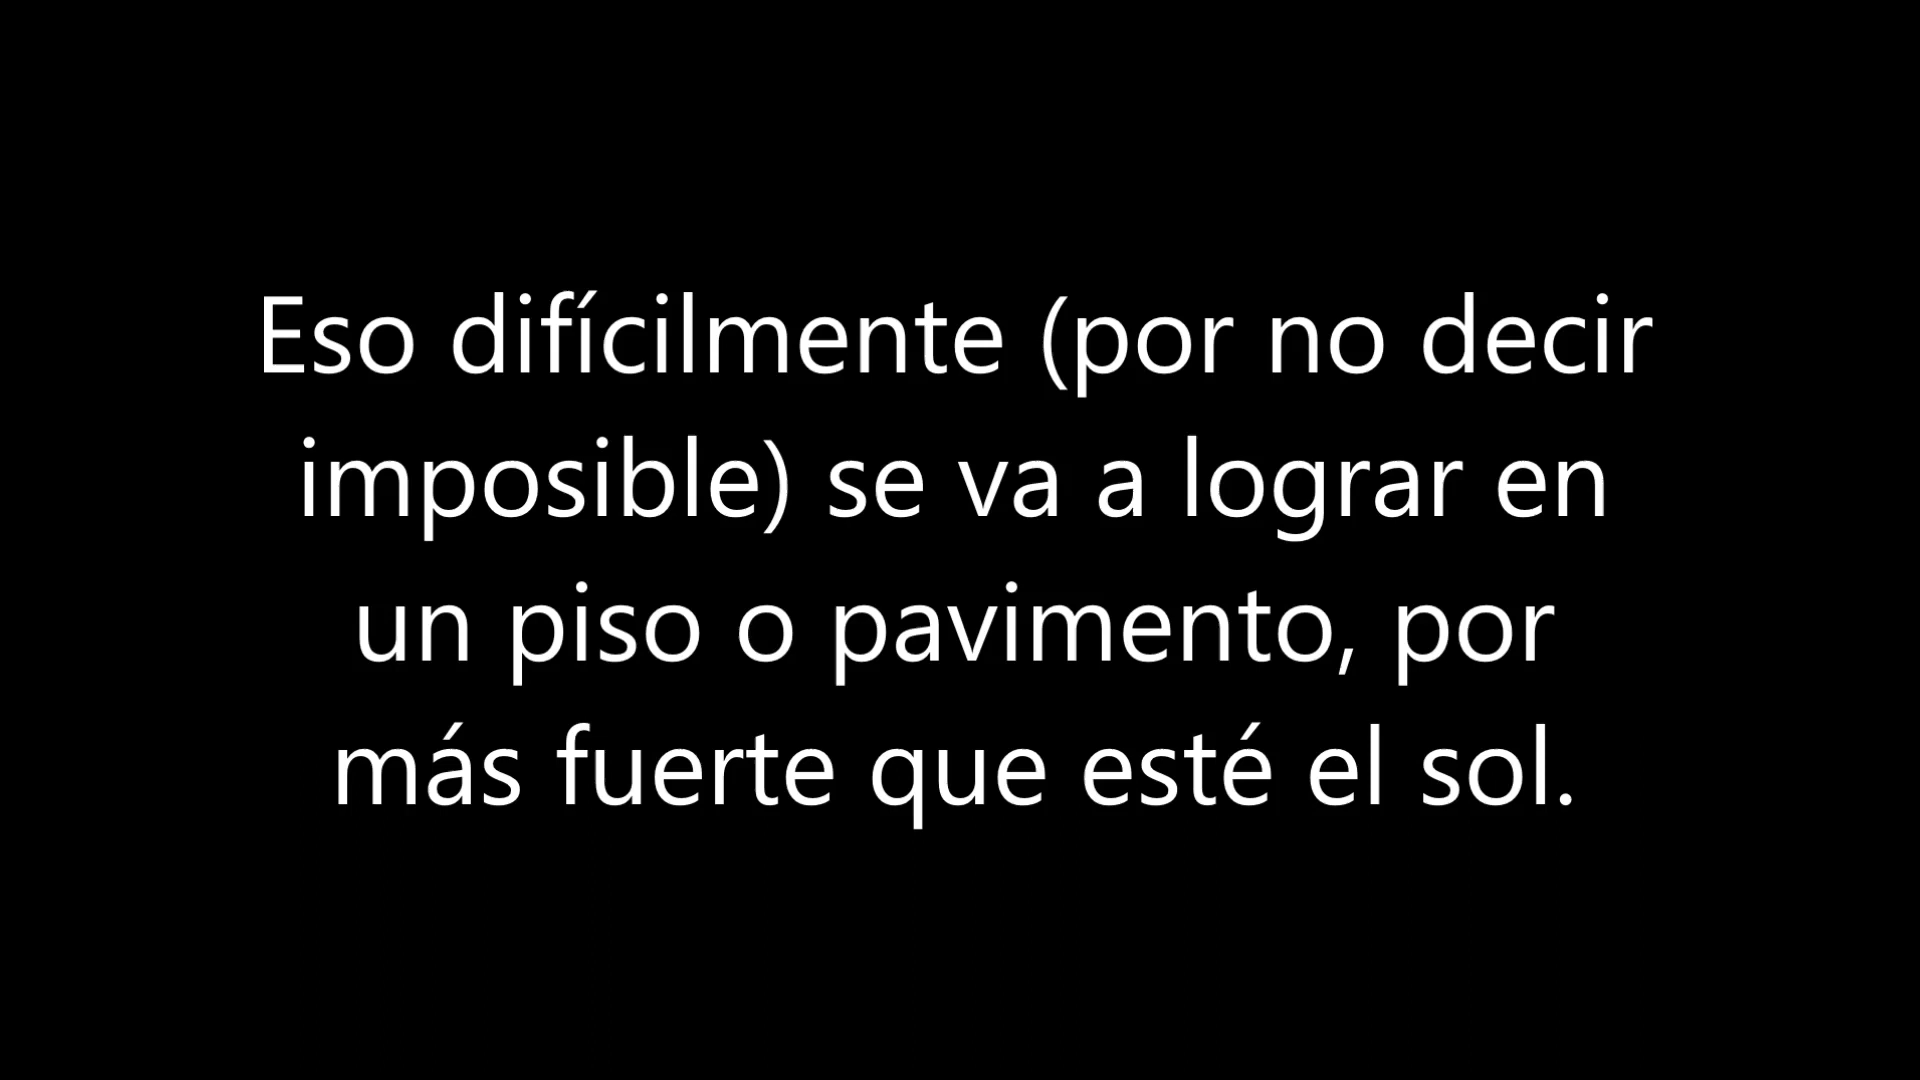 Eso difícilmente (por no decir
imposible) se va a lograr en
un piso o pavimento, por
más fuerte que esté el sol.